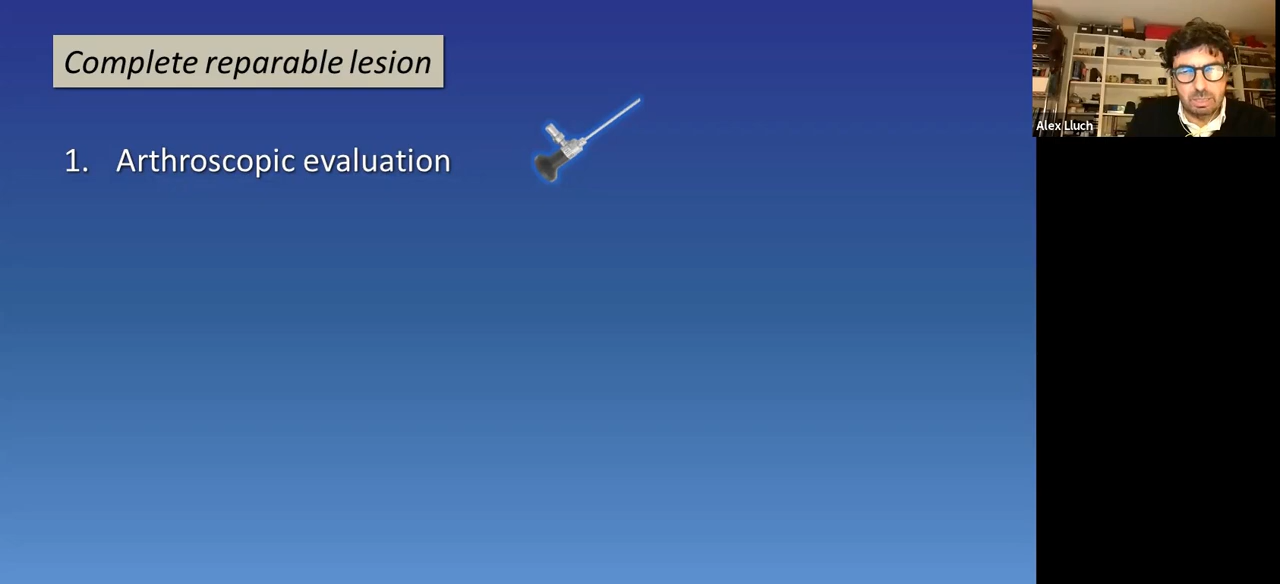 Complete reparable lesion
1. Arthroscopic evaluation
Alex Lluch